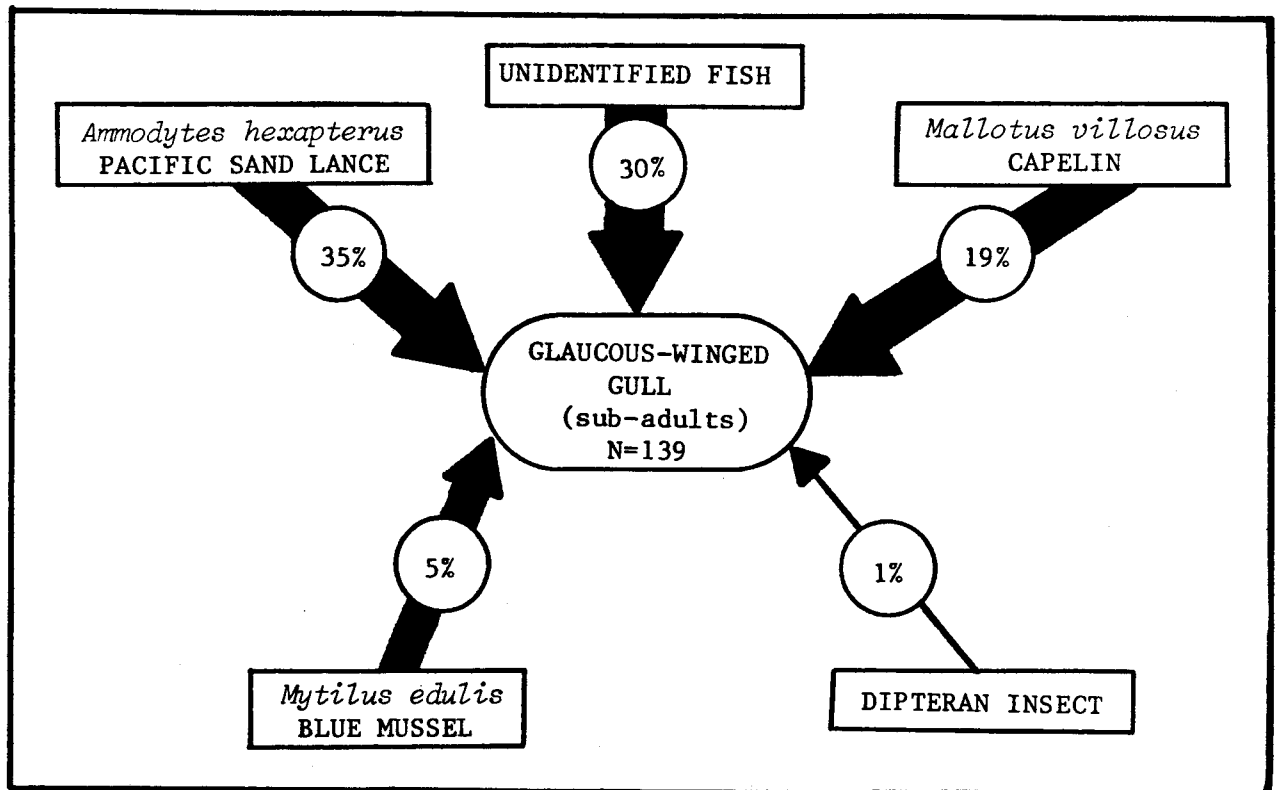 UNIDENTIFIED FISH
Ammodytes hexapterus
PACIFIC SAND LANCE
Mallotus villosus
CAPELIN
30%
35%
19%
GLAUCOUS-WINGED
GULL
(sub-adults)
N=139
5%
1%
Mytilus edulis
BLUE MUSSEL
DIPTERAN INSECT